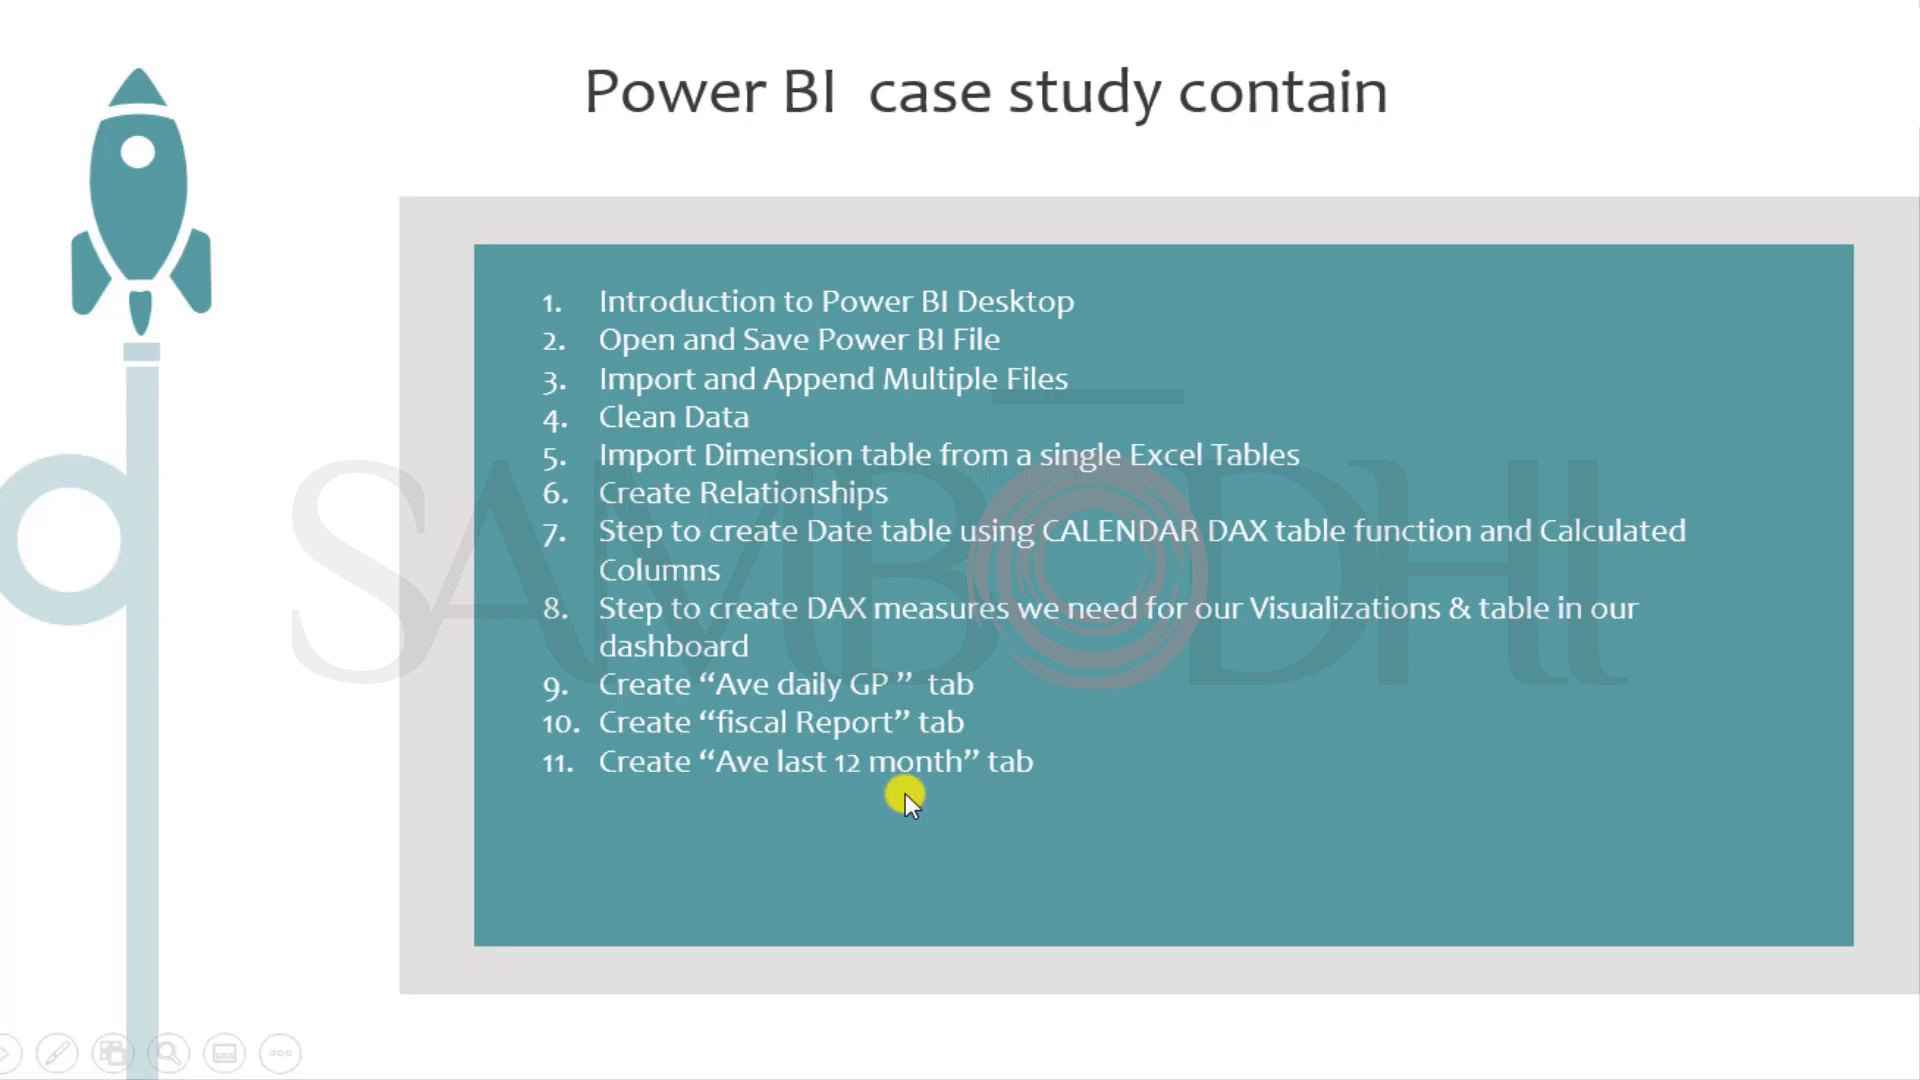 Power BI  case study contain
1. Introduction to Power BI Desktop
2. Open and Save Power BI File
3. Import and Append Multiple Files
4. Clean Data
5. Import Dimension table from a single Excel Tables
6. Create Relationships
7. Step to create Date table using CALENDAR DAX table function and Calculated
Columns
8. Step to create DAX measures we need for our Visualizations & table in our
dashboard
9. Create “Ave daily GP ”  tab
10. Create “fiscal Report” tab
11. Create “Ave last 12 month” tab
SAMBODHI